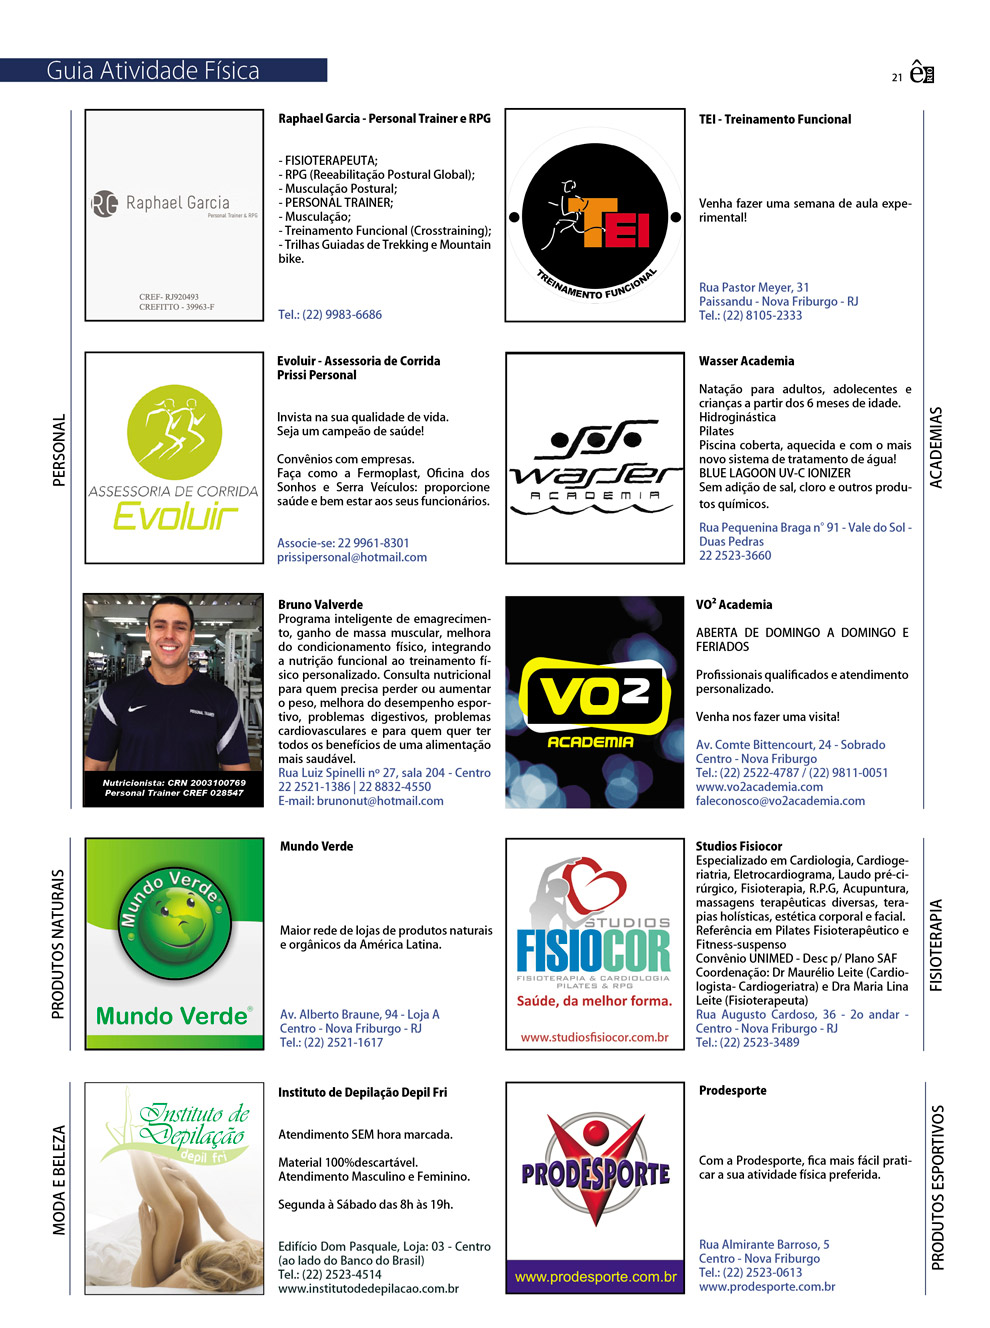 Guia Atividade Física
21 ê RIO
PERSONAL
RG Raphael Garcia
Personal Trainer & RPG
CREF- RJ920493
CREFITTO - 39963-F
Raphael Garcia - Personal Trainer e RPG
- FISIOTERAPEUTA;
- RPG (Reeabilitação Postural Global);
- Musculação Postural;
- PERSONAL TRAINER;
- Musculação;
- Treinamento Funcional (Crosstraining);
- Trilhas Guiadas de Trekking e Mountain
bike.
Tel.: (22) 9983-6686
ASSESSORIA DE CORRIDA
Evoluir
Evoluir - Assessoria de Corrida
Prissi Personal
Invista na sua qualidade de vida.
Seja um campeão de saúde!
Convênios com empresas.
Faça como a Fermoplast, Oficina dos
Sonhos e Serra Veículos: proporcione
saúde e bem estar aos seus funcionários.
Associe-se: 22 9961-8301
prissipersonal@hotmail.com
PERSONAL TRAINER
Nutricionista: CRN 2003100769
Personal Trainer CREF 028547
Bruno Valverde
Programa inteligente de emagrecimen-
to, ganho de massa muscular, melhora
do condicionamento físico, integrando
a nutrição funcional ao treinamento fí-
sico personalizado. Consulta nutricional
para quem precisa perder ou aumentar
o peso, melhora do desempenho espor-
tivo, problemas digestivos, problemas
cardiovasculares e para quem quer ter
todos os benefícios de uma alimentação
mais saudável.
Rua Luiz Spinelli nº 27, sala 204 - Centro
22 2521-1386 | 22 8832-4550
E-mail: brunonut@hotmail.com
ACADEMIAS
TEI
TREINAMENTO FUNCIONAL
TEI - Treinamento Funcional
Venha fazer uma semana de aula expe-
rimental!
Rua Pastor Meyer, 31
Paissandu - Nova Friburgo - RJ
Tel.: (22) 8105-2333
Wasser
ACADEMIA
Wasser Academia
Natação para adultos, adolecentes e
crianças a partir dos 6 meses de idade.
Hidroginástica
Pilates
Piscina coberta, aquecida e com o mais
novo sistema de tratamento de água!
BLUE LAGOON UV-C IONIZER
Sem adição de sal, cloro e outros produ-
tos químicos.
Rua Pequenina Braga n° 91 - Vale do Sol -
Duas Pedras
22 2523-3660
VO2
ACADEMIA
VO² Academia
ABERTA DE DOMINGO A DOMINGO E
FERIADOS
Profissionais qualificados e atendimento
personalizado.
Venha nos fazer uma visita!
Av. Comte Bittencourt, 24 - Sobrado
Centro - Nova Friburgo
Tel.: (22) 2522-4787 / (22) 9811-0051
www.vo2academia.com
faleconosco@vo2academia.com
PRODUTOS NATURAIS
Mundo Verde
Mundo Verde®
Mundo Verde
Maior rede de lojas de produtos naturais
e orgânicos da América Latina.
Av. Alberto Braune, 94 - Loja A
Centro - Nova Friburgo - RJ
Tel.: (22) 2521-1617
FISIOTERAPIA
STUDIOS
FISIOCOR
FISIOTERAPIA & CARDIOLOGIA
PILATES & RPG
Saúde, da melhor forma.
www.studiosfisiocor.com.br
Studios Fisiocor
Especializado em Cardiologia, Cardioge-
riatria, Eletrocardiograma, Laudo pré-ci-
rúrgico, Fisioterapia, R.P.G, Acupuntura,
massagens terapêuticas diversas, tera-
pias holísticas, estética corporal e facial.
Referência em Pilates Fisioterapêutico e
Fitness-suspenso
Convênio UNIMED - Desc p/ Plano SAF
Coordenação: Dr Maurélio Leite (Cardio-
logista- Cardiogeriatra) e Dra Maria Lina
Leite (Fisioterapeuta)
Rua Augusto Cardoso, 36 - 2o andar -
Centro - Nova Friburgo - RJ
Tel.: (22) 2523-3489
MODA E BELEZA
Instituto de
Depilação
depil fri
Instituto de Depilação Depil Fri
Atendimento SEM hora marcada.
Material 100%descartável.
Atendimento Masculino e Feminino.
Segunda à Sábado das 8h às 19h.
Edifício Dom Pasquale, Loja: 03 - Centro
(ao lado do Banco do Brasil)
Tel.: (22) 2523-4514
www.institutodedepilacao.com.br
PRODUTOS ESPORTIVOS
PRODESPORTE
www.prodesporte.com.br
Prodesporte
Com a Prodesporte, fica mais fácil prati-
car a sua atividade física preferida.
Rua Almirante Barroso, 5
Centro - Nova Friburgo
Tel.: (22) 2523-0613
www.prodesporte.com.br